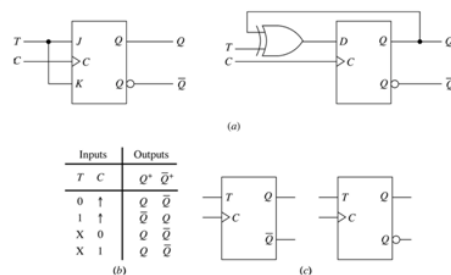 T J Q Q
C C
K Q Q̅
T D Q Q
C C
Q Q̅
(a)
Inputs Outputs
T C Q⁺ Q̅⁺
0 ↑ Q Q̅
1 ↑ Q̅ Q
X 0 Q Q̅
X 1 Q Q̅
(b)
T Q
C
Q̅
T Q
C
Q
(c)